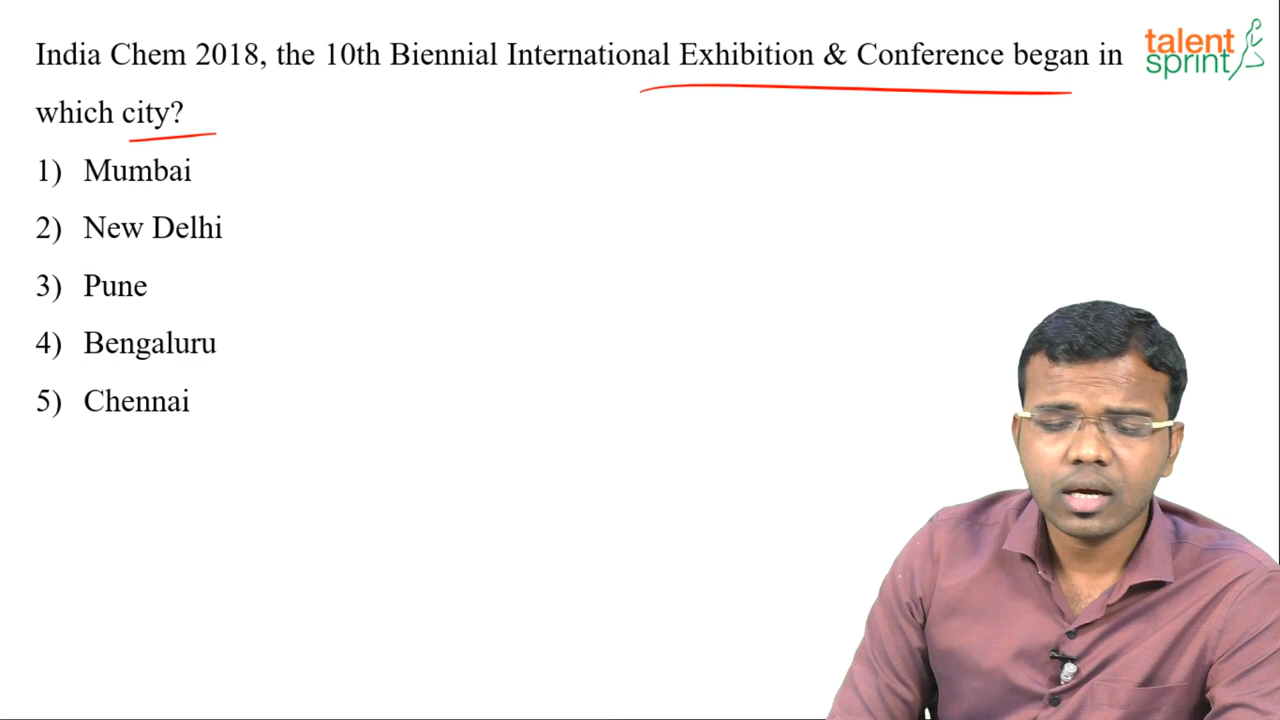 India Chem 2018, the 10th Biennial International Exhibition & Conference began in
which city?
1) Mumbai
2) New Delhi
3) Pune
4) Bengaluru
5) Chennai
talent
sprint